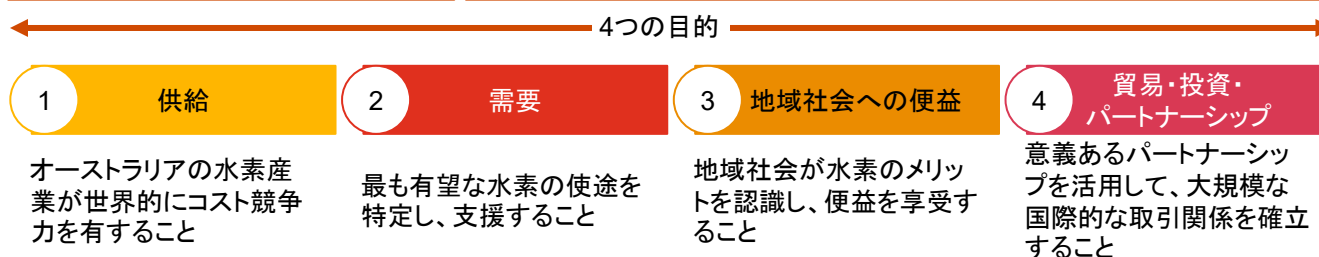 4つの目的
1
供給
2
需要
3
地域社会への便益
4
貿易・投資・
パートナーシップ
オーストラリアの水素産
業が世界的にコスト競争
力を有すること
最も有望な水素の使途を
特定し、支援すること
地域社会が水素のメリッ
トを認識し、便益を享受す
ること
意義あるパートナーシッ
プを活用して、大規模な
国際的な取引関係を確立
すること